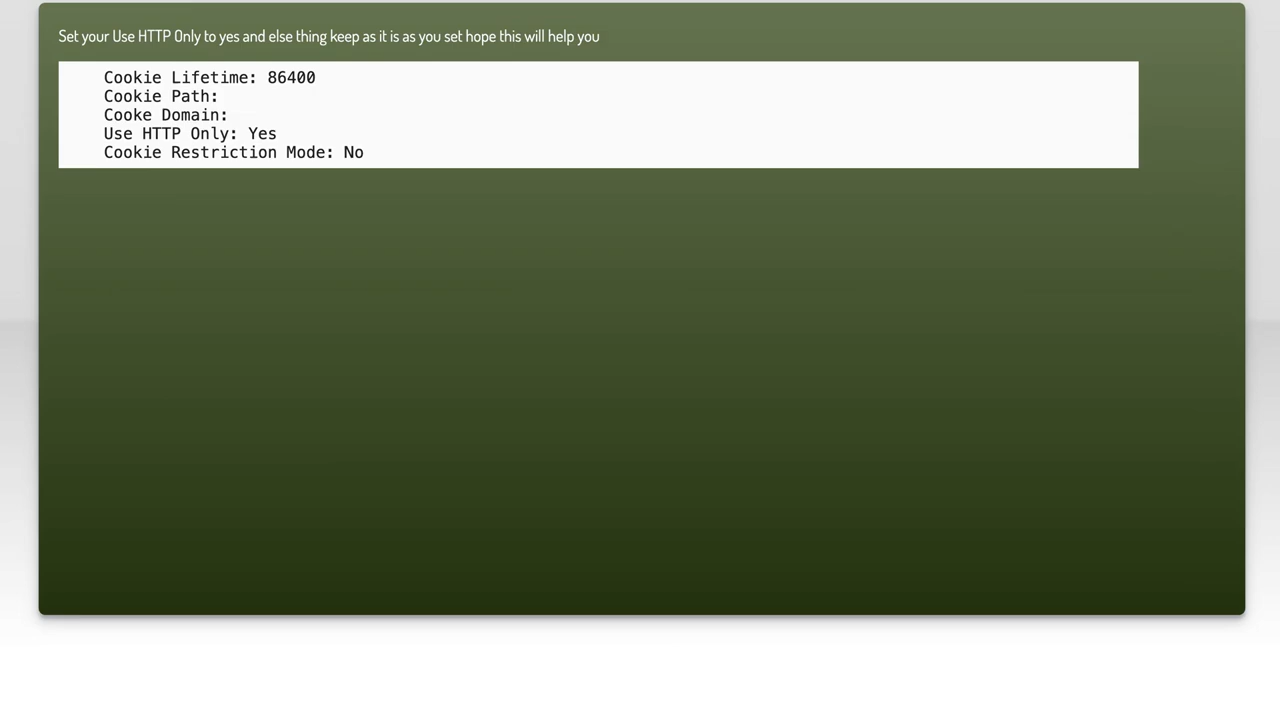 Set your Use HTTP Only to yes and else thing keep as it is as you set hope this will help you
Cookie Lifetime: 86400
Cookie Path:
Cooke Domain:
Use HTTP Only: Yes
Cookie Restriction Mode: No